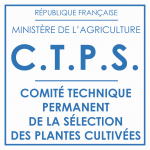 RÉPUBLIQUE FRANÇAISE
MINISTÈRE DE L'AGRICULTURE
C.T.P.S.
COMITÉ TECHNIQUE
PERMANENT
DE LA SÉLECTION
DES PLANTES CULTIVÉES